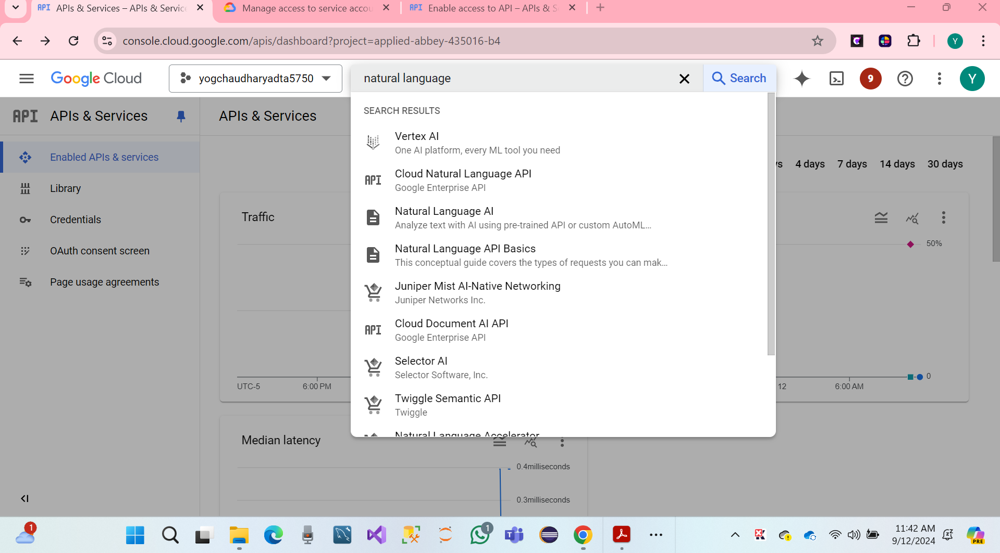 API APIs & Services – APIs & Service
Manage access to service accou
API Enable access to API – APIs & S
console.cloud.google.com/apis/dashboard?project=applied-abbey-435016-b4
Y
Google Cloud
yogchaudharyadta5750
natural language
Search
9
Y
API APIs & Services
APIs & Services
SEARCH RESULTS
Vertex AI
One AI platform, every ML tool you need
API Cloud Natural Language API
Google Enterprise API
Natural Language AI
Analyze text with AI using pre-trained API or custom AutoML...
Natural Language API Basics
This conceptual guide covers the types of requests you can mak...
Juniper Mist AI-Native Networking
Juniper Networks Inc.
API Cloud Document AI API
Google Enterprise API
Selector AI
Selector Software, Inc.
Twiggle Semantic API
Twiggle
Natural Language Accelerator
Enabled APIs & services
Library
Credentials
OAuth consent screen
Page usage agreements
4 days 7 days 14 days 30 days
Traffic
50%
0
UTC-5 6:00 PM 12 6:00 AM
Median latency
0.4milliseconds
0.3milliseconds
1
1
11:42 AM
9/12/2024
PRE